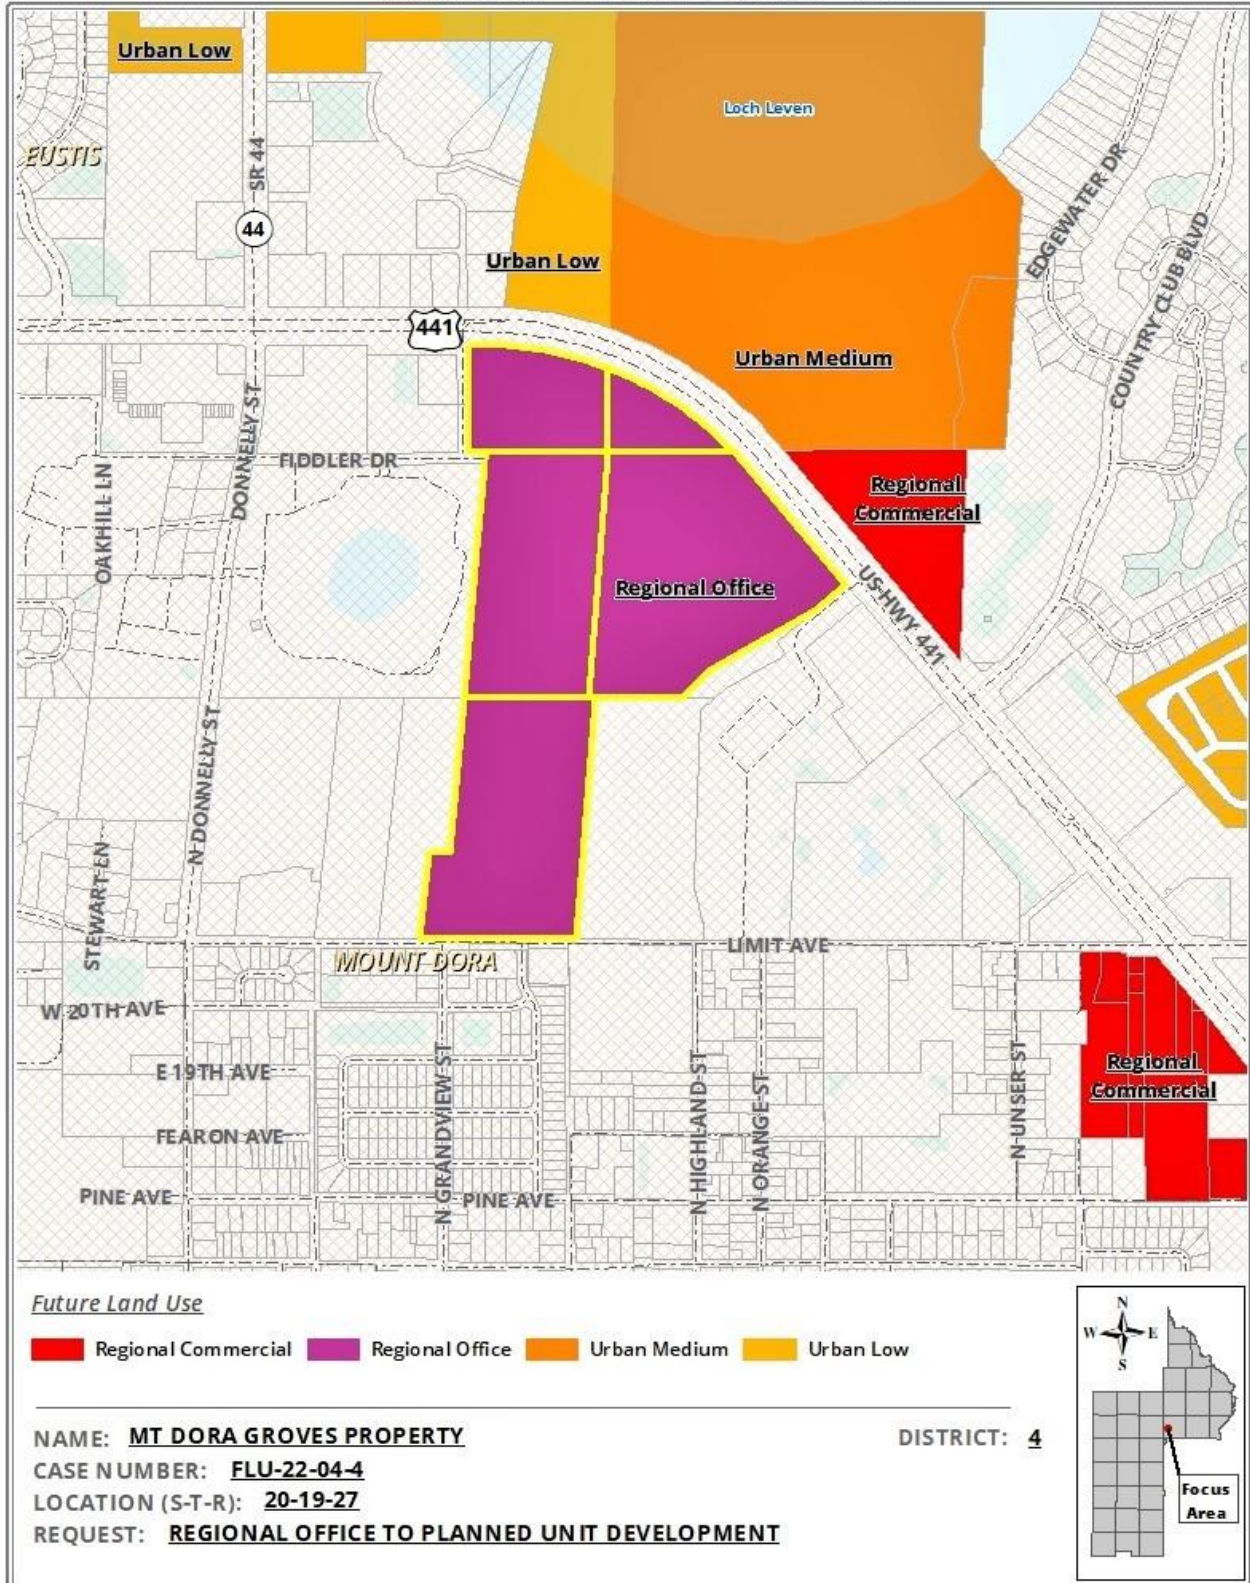 Urban Low
Loch Leven
EUSTIS
SR 44
44
EDGEWATER DR
COUNTRY CLUB BLVD
Urban Low
441
Urban Medium
DONNELLY ST
FIDDLER DR
OAKHILL LN
Regional
Commercial
Regional Office
US HWY 441
N DONNELLY ST
STEWART LN
LIMIT AVE
MOUNT DORA
W 20TH AVE
E 19TH AVE
N GRANDVIEW ST
N HIGHLAND ST
N ORANGE ST
N UNSER ST
Regional
Commercial
FEARON AVE
PINE AVE
PINE AVE
Future Land Use
Regional Commercial
Regional Office
Urban Medium
Urban Low
N
W E
S
Focus
Area
NAME: MT DORA GROVES PROPERTY
DISTRICT: 4
CASE NUMBER: FLU-22-04-4
LOCATION (S-T-R): 20-19-27
REQUEST: REGIONAL OFFICE TO PLANNED UNIT DEVELOPMENT